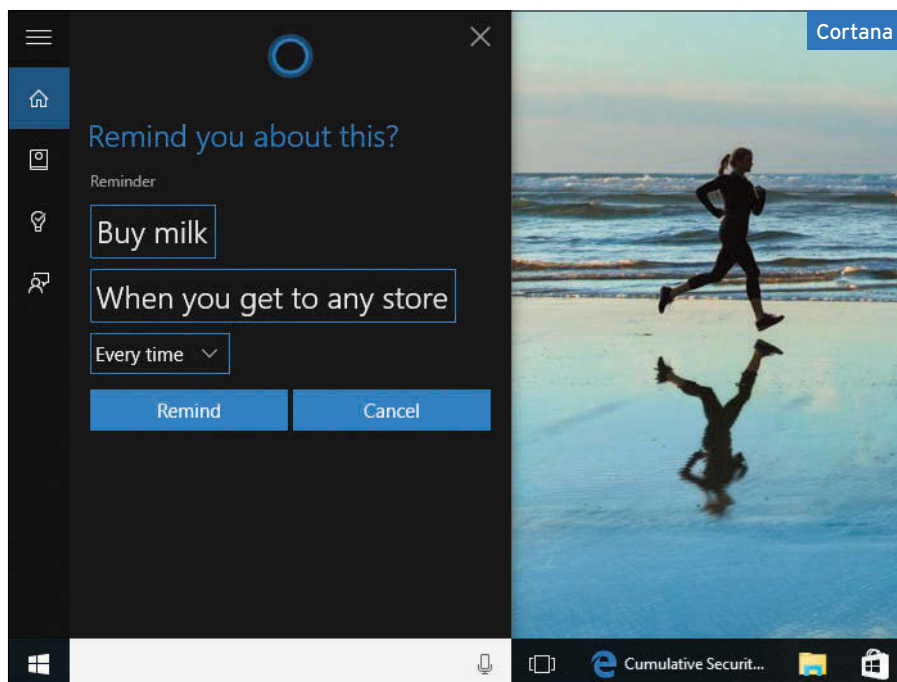 Cortana
Remind you about this?
Reminder
Buy milk
When you get to any store
Every time
Remind
Cancel
Cumulative Securit...